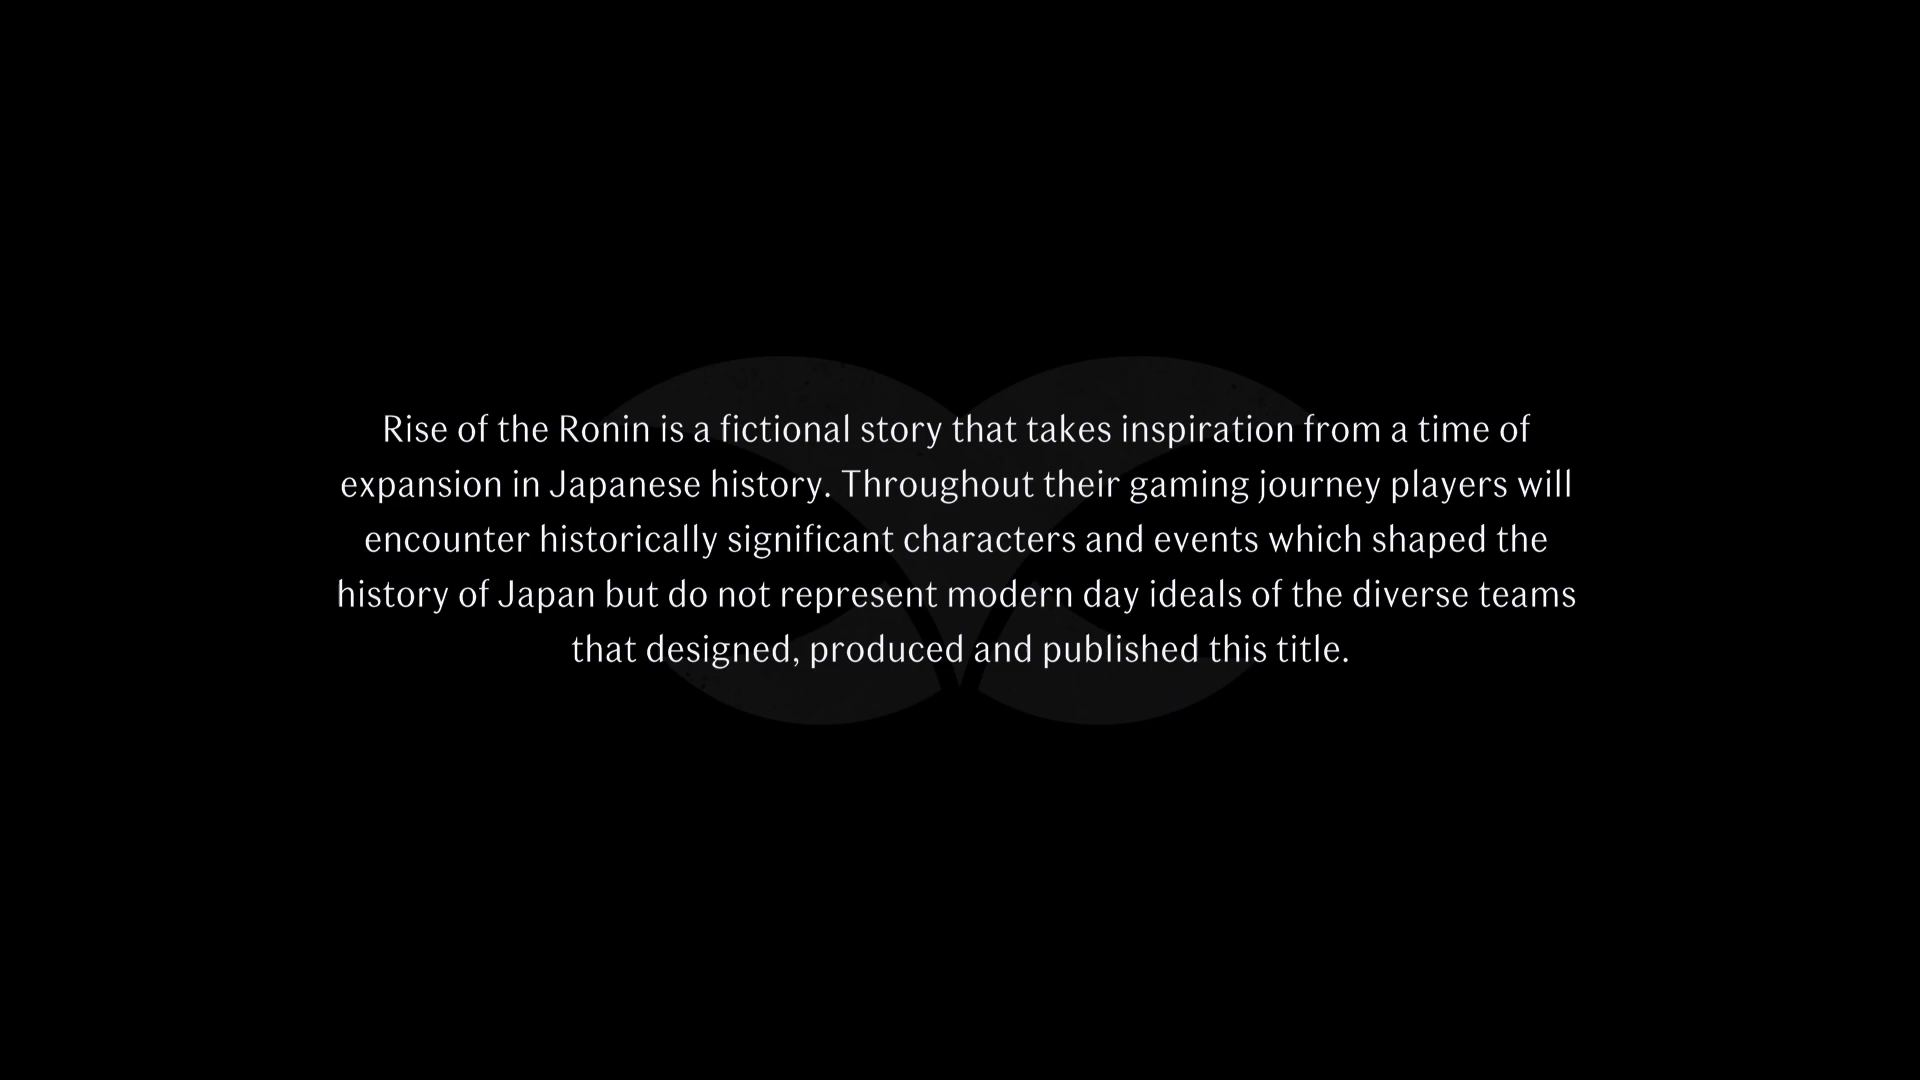 Rise of the Ronin is a fictional story that takes inspiration from a time of
expansion in Japanese history. Throughout their gaming journey players will
encounter historically significant characters and events which shaped the
history of Japan but do not represent modern day ideals of the diverse teams
that designed, produced and published this title.